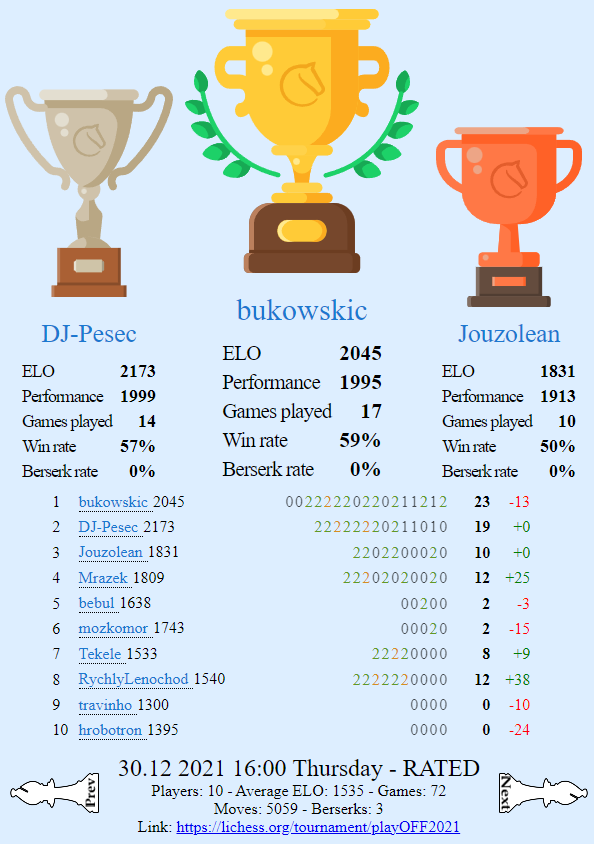 bukowskic
DJ-Pesec
Jouzolean
ELO 2173
Performance 1999
Games played 14
Win rate 57%
Berserk rate 0%
ELO 2045
Performance 1995
Games played 17
Win rate 59%
Berserk rate 0%
ELO 1831
Performance 1913
Games played 10
Win rate 50%
Berserk rate 0%
1 bukowskic 2045 00222220220211212 23 -13
2 DJ-Pesec 2173 22222220211010 19 +0
3 Jouzolean 1831 2202200020 10 +0
4 Mrazek 1809 22202020020 12 +25
5 bebul 1638 00200 2 -3
6 mozkomor 1743 00020 2 -15
7 Tekele 1533 22220000 8 +9
8 RychlyLenochod 1540 2222220000 12 +38
9 travinho 1300 0000 0 -10
10 hrobotron 1395 0000 0 -24
30.12 2021 16:00 Thursday - RATED
Players: 10 - Average ELO: 1535 - Games: 72
Moves: 5059 - Berserks: 3
Link: https://lichess.org/tournament/playOFF2021
Prev
Next